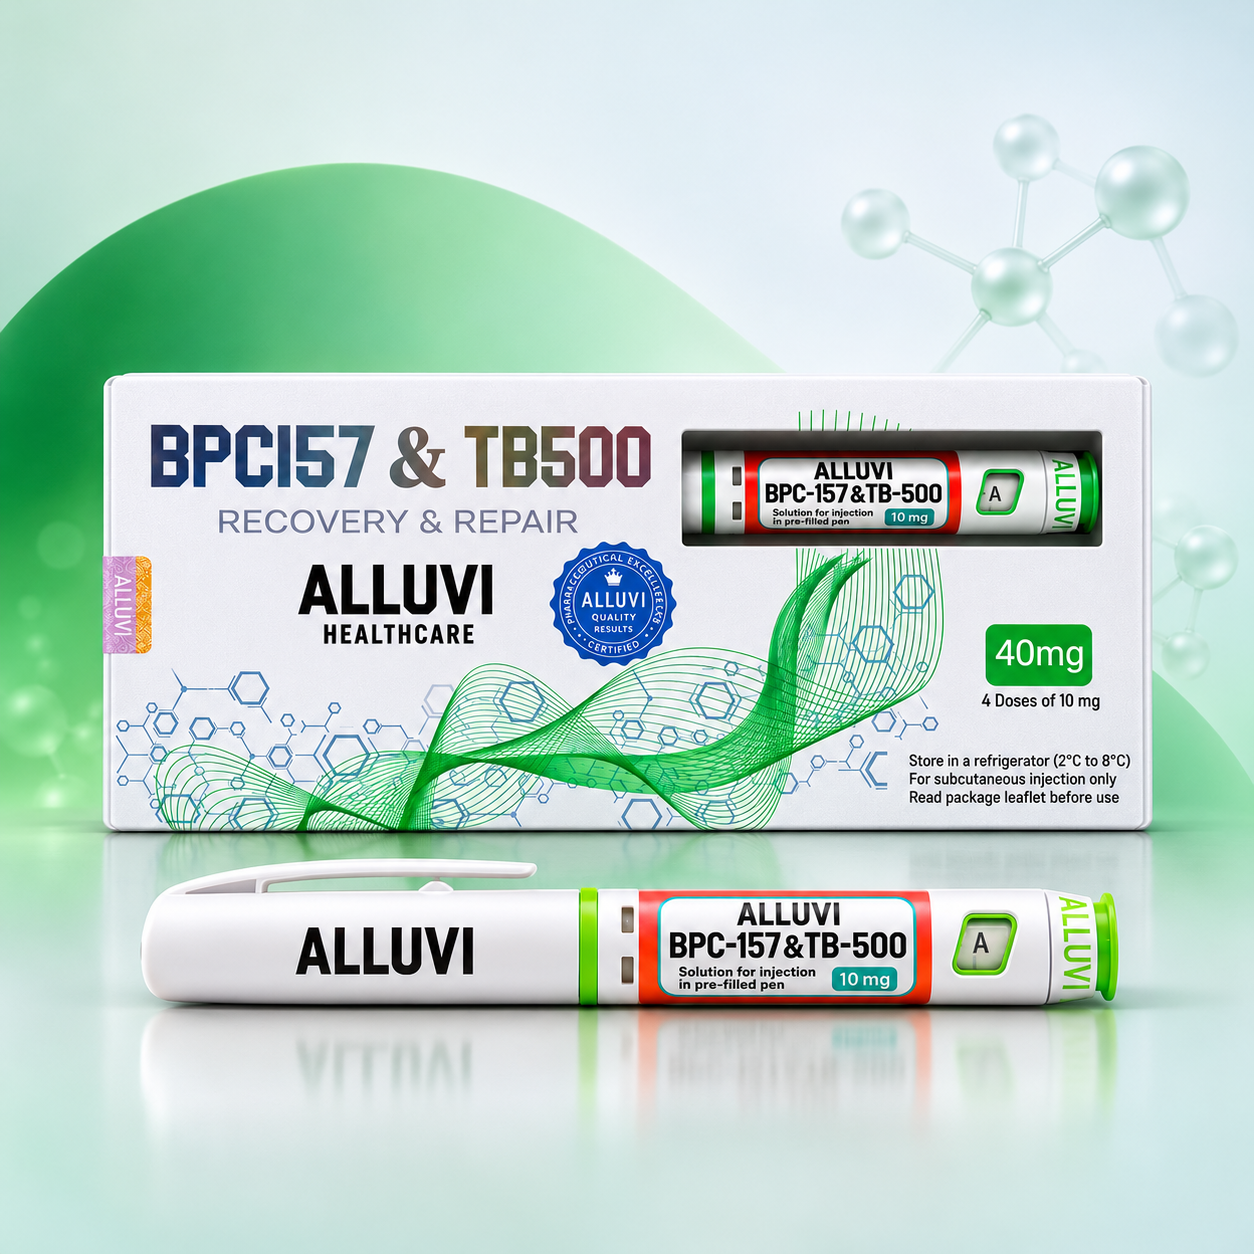 BPC157 & TB500
RECOVERY & REPAIR
ALLUVI
HEALTHCARE
ALLUVI
ALLUVI
QUALITY
RESULTS
CERTIFIED
ALLUVI
BPC-157&TB-500
Solution for injection
in pre-filled pen
10 mg
A
ALLUVI
40mg
4 Doses of 10 mg
Store in a refrigerator (2°C to 8°C)
For subcutaneous injection only
Read package leaflet before use
ALLUVI
ALLUVI
BPC-157&TB-500
Solution for injection
in pre-filled pen
10 mg
A
ALLUVI